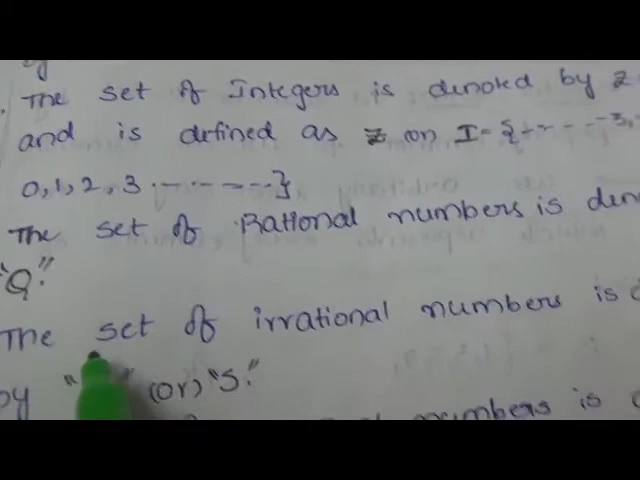 The set of Integers is denoted by Z
and is defined as Z or I = {------ -3,
0, 1, 2, 3 ------- }
The set of Rational numbers is den
"Q."
The set of irrational numbers is d
by " " (or) "S."
numbers is